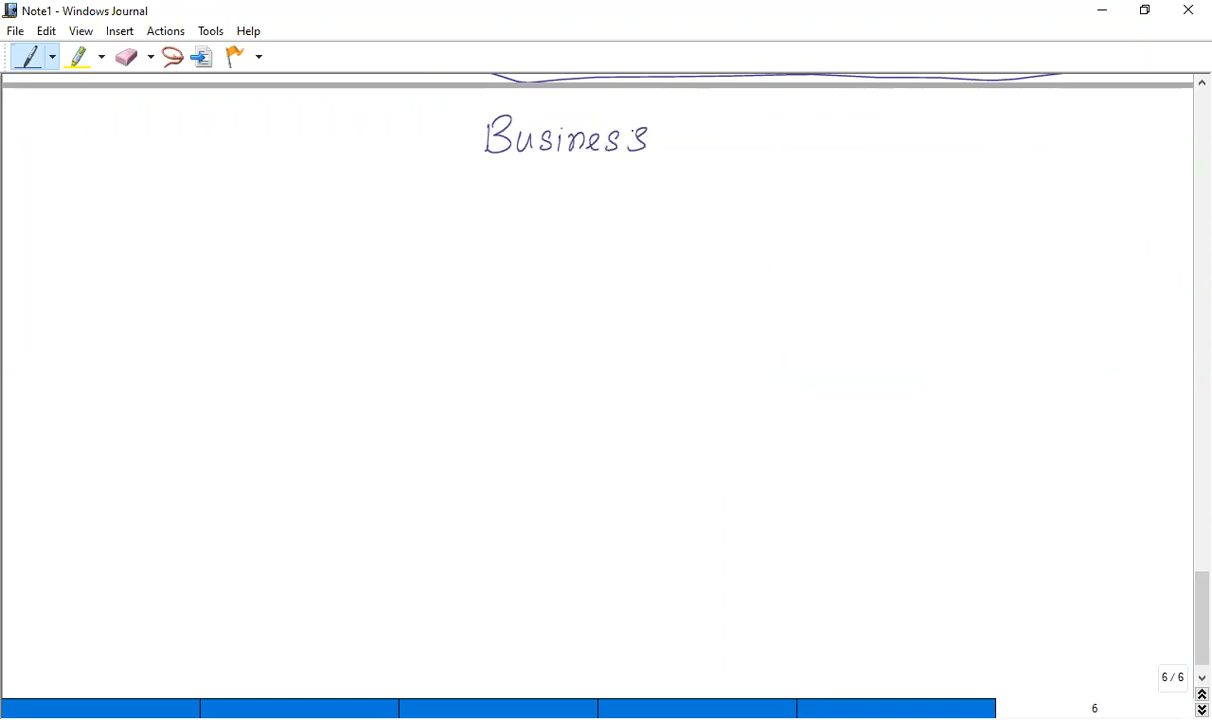 Note1 - Windows Journal
File Edit View Insert Actions Tools Help
Business
6 / 6
6